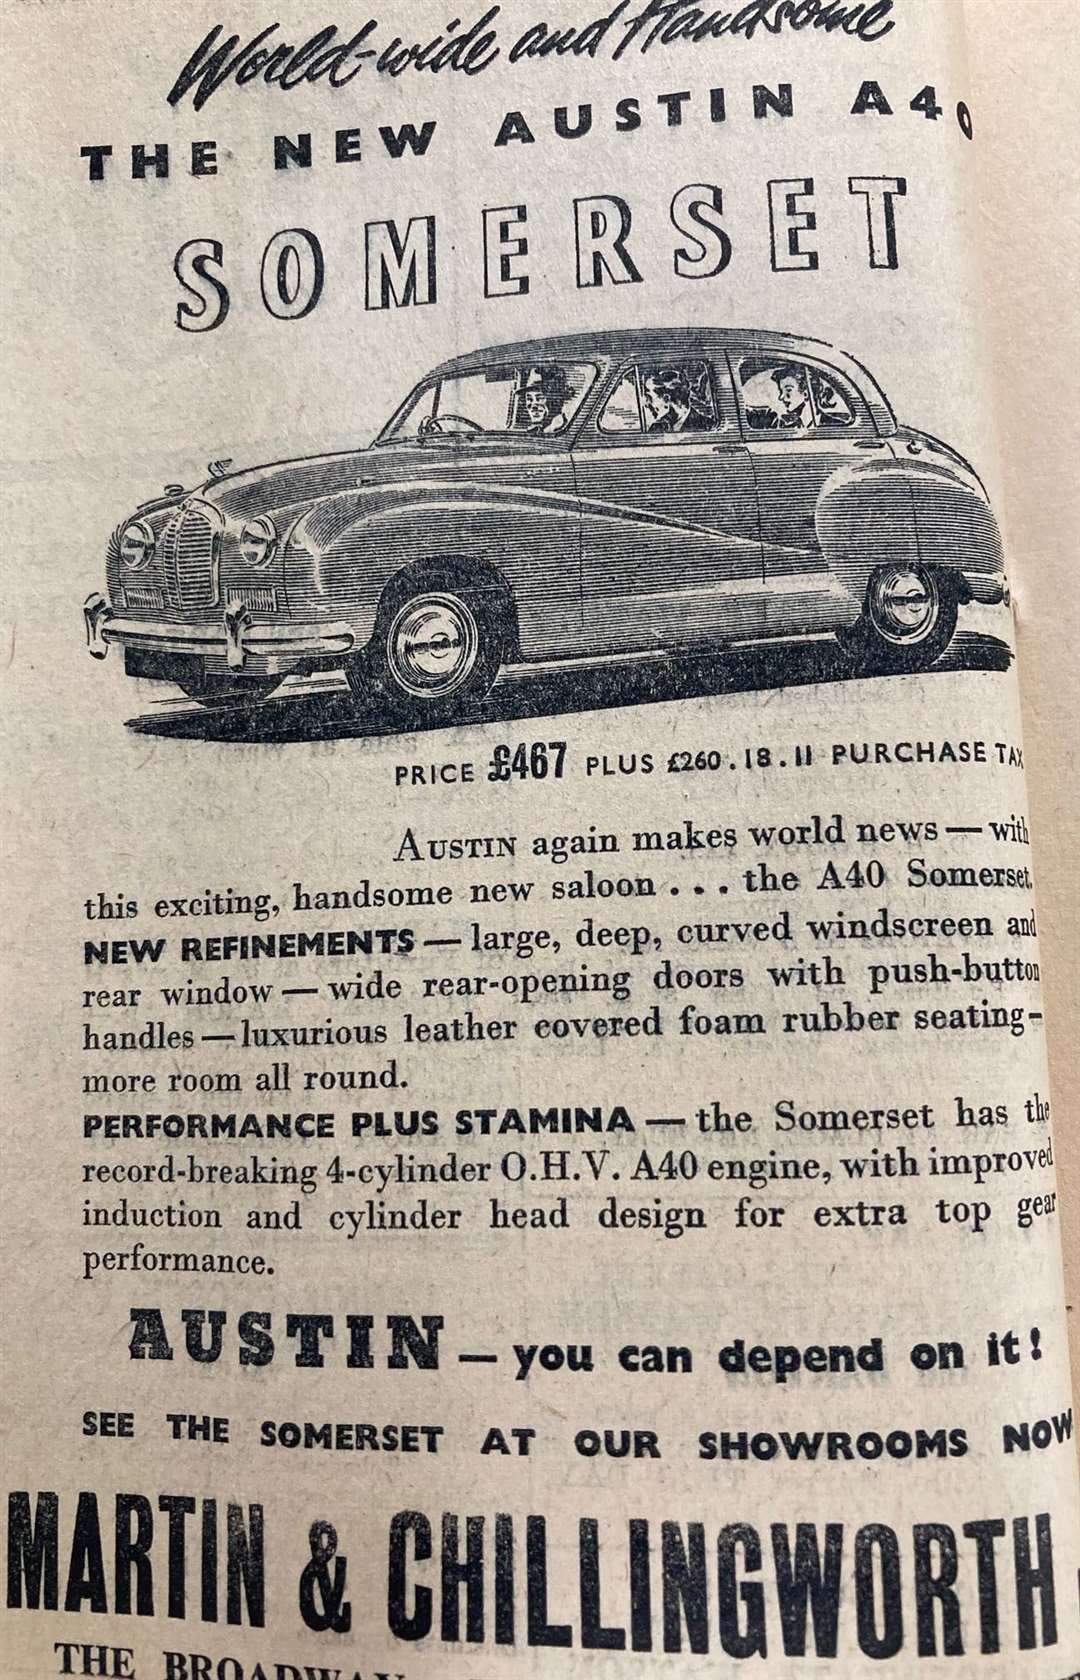 World-wide and Handsome
THE NEW AUSTIN A40
SOMERSET
PRICE £467 PLUS £260.18.11 PURCHASE TAX
AUSTIN again makes world news — with
this exciting, handsome new saloon . . . the A40 Somerset.
NEW REFINEMENTS — large, deep, curved windscreen and
rear window — wide rear-opening doors with push-button
handles — luxurious leather covered foam rubber seating-
more room all round.
PERFORMANCE PLUS STAMINA — the Somerset has the
record-breaking 4-cylinder O.H.V. A40 engine, with improved
induction and cylinder head design for extra top gear
performance.
AUSTIN — you can depend on it!
SEE THE SOMERSET AT OUR SHOWROOMS NOW
MARTIN & CHILLINGWORTH
THE BROADWAY